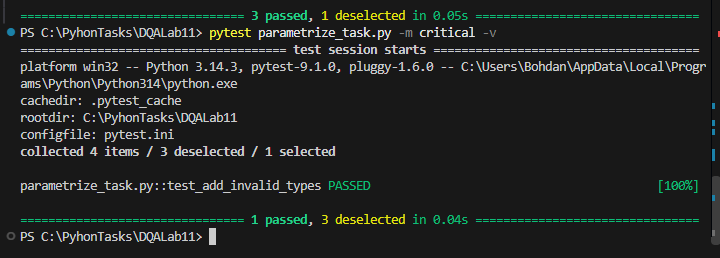 ============================== 3 passed, 1 deselected in 0.05s ==============================
PS C:\PyhonTasks\DQALab11> pytest parametrize_task.py -m critical -v
==================================== test session starts ====================================
platform win32 -- Python 3.14.3, pytest-9.1.0, pluggy-1.6.0 -- C:\Users\Bohdan\AppData\Local\Progr
ams\Python\Python314\python.exe
cachedir: .pytest_cache
rootdir: C:\PyhonTasks\DQALab11
configfile: pytest.ini
collected 4 items / 3 deselected / 1 selected
parametrize_task.py::test_add_invalid_types PASSED [100%]
============================== 1 passed, 3 deselected in 0.04s ==============================
PS C:\PyhonTasks\DQALab11>